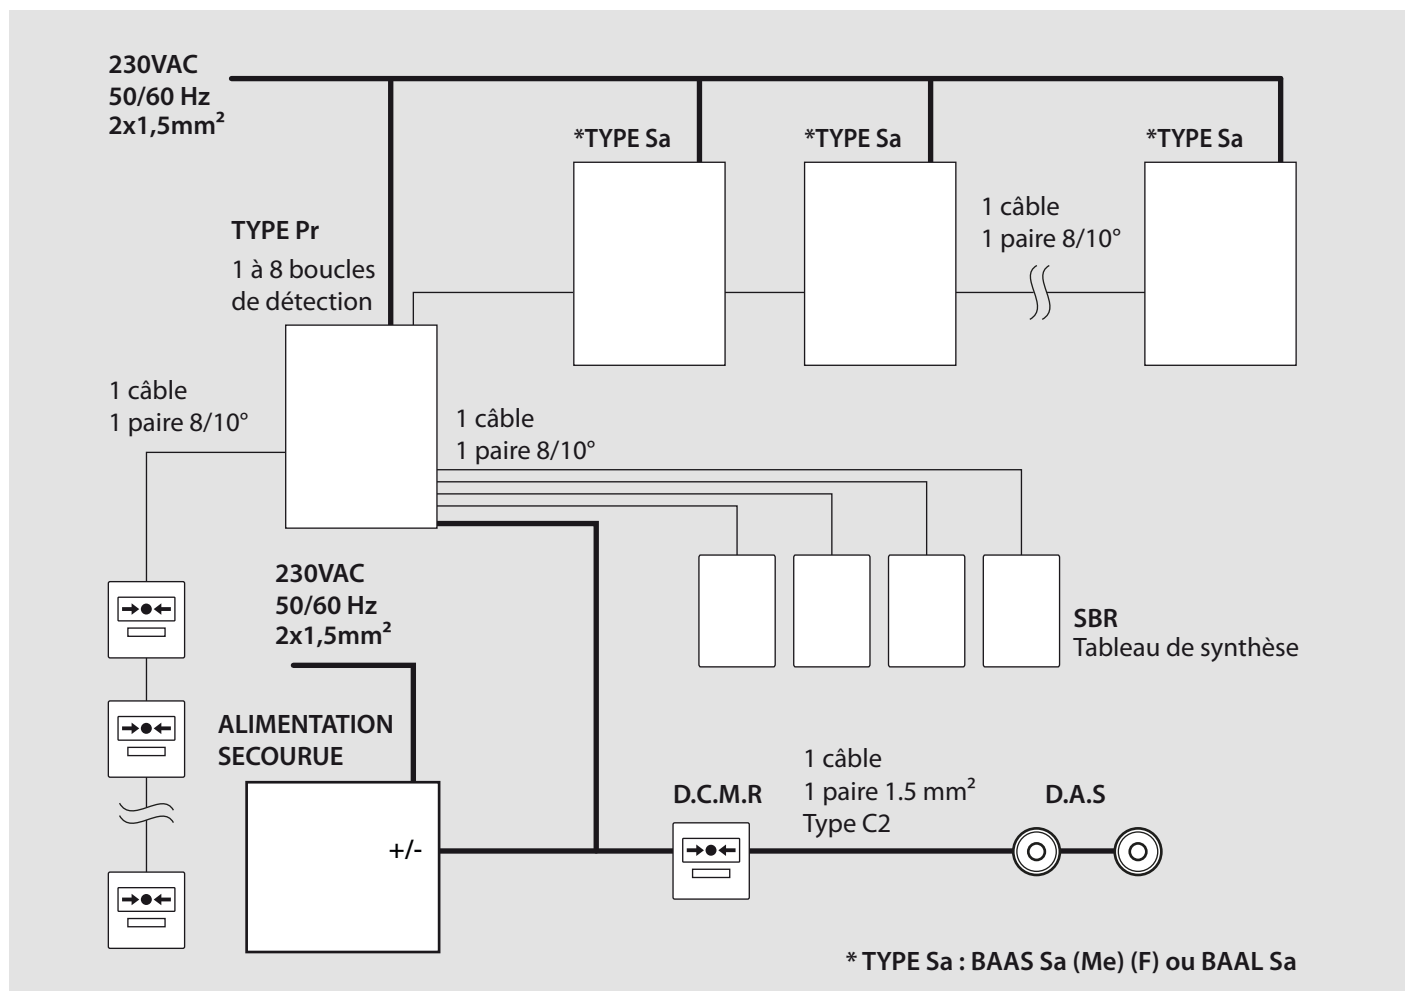 230VAC
50/60 Hz
2x1,5mm²
*TYPE Sa
*TYPE Sa
*TYPE Sa
1 câble
1 paire 8/10°
TYPE Pr
1 à 8 boucles
de détection
1 câble
1 paire 8/10°
1 câble
1 paire 8/10°
230VAC
50/60 Hz
2x1,5mm²
SBR
Tableau de synthèse
ALIMENTATION
SECOURUE
+/-
D.C.M.R
1 câble
1 paire 1.5 mm²
Type C2
D.A.S
* TYPE Sa : BAAS Sa (Me) (F) ou BAAL Sa